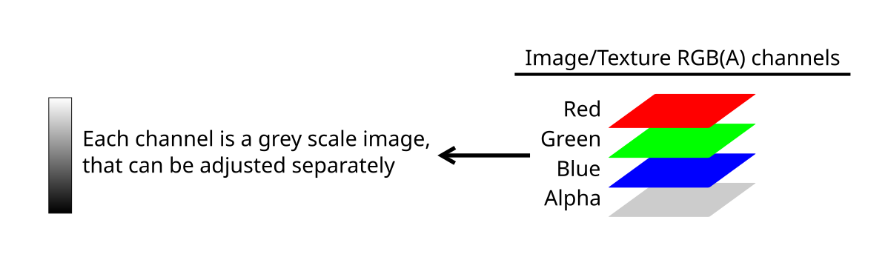 Image/Texture RGB(A) channels
Red
Green
Blue
Alpha
Each channel is a grey scale image,
that can be adjusted separately